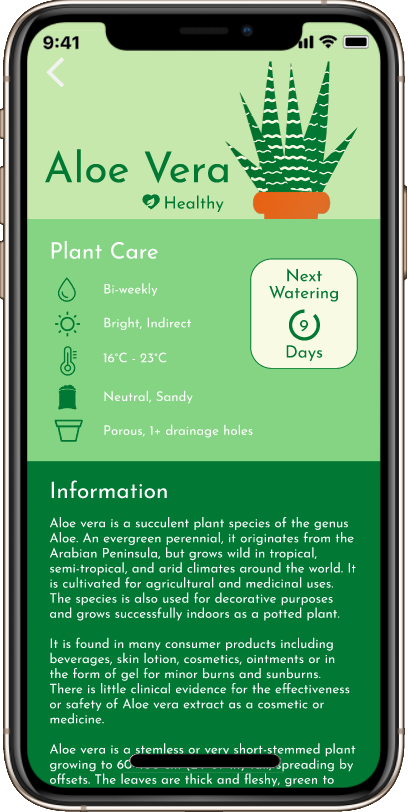 9:41
Aloe Vera
Healthy
Plant Care
Bi-weekly
Bright, Indirect
16°C - 23°C
Neutral, Sandy
Porous, 1+ drainage holes
Next
Watering
9
Days
Information
Aloe vera is a succulent plant species of the genus
Aloe. An evergreen perennial, it originates from the
Arabian Peninsula, but grows wild in tropical,
semi-tropical, and arid climates around the world. It
is cultivated for agricultural and medicinal uses.
The species is also used for decorative purposes
and grows successfully indoors as a potted plant.
It is found in many consumer products including
beverages, skin lotion, cosmetics, ointments or in
the form of gel for minor burns and sunburns.
There is little clinical evidence for the effectiveness
or safety of Aloe vera extract as a cosmetic or
medicine.
Aloe vera is a stemless or very short-stemmed plant
growing to spreading by
offsets. The leaves are thick and fleshy, green to